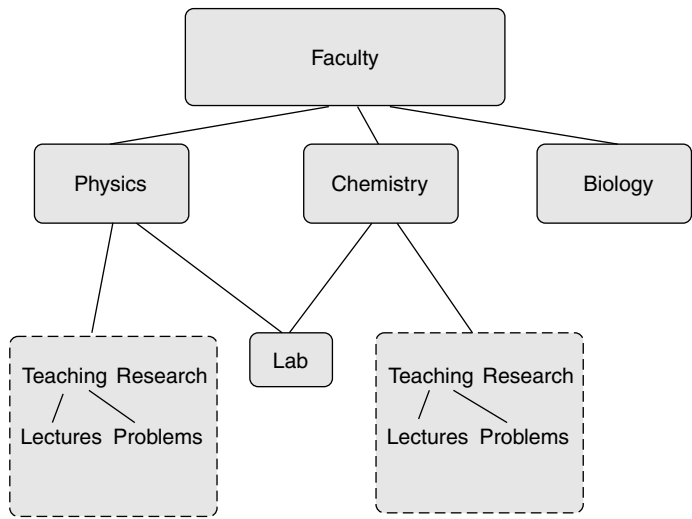 Faculty
Physics
Chemistry
Biology
Lab
Teaching Research
Lectures Problems
Teaching Research
Lectures Problems